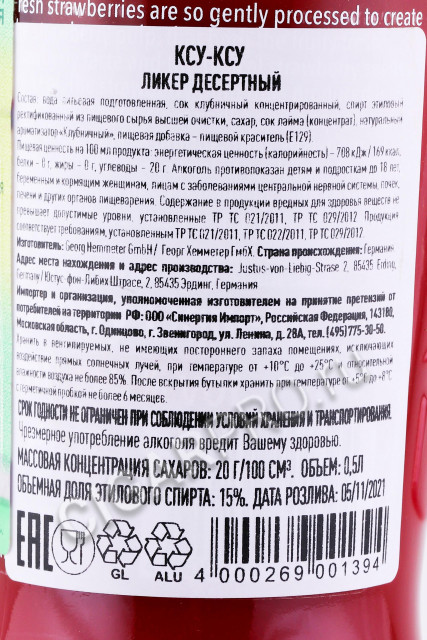 fresh strawberries are so gently processed to create
КСУ-КСУ
ЛИКЕР ДЕСЕРТНЫЙ
Состав: вода питьевая подготовленная, сок клубничный концентрированный, спирт этиловый
ректификованный из пищевого сырья высшей очистки, сахар, сок лайма (концентрат), натуральный
ароматизатор «Клубничный», пищевая добавка – пищевой краситель (Е129).
Пищевая ценность на 100 мл продукта: энергетическая ценность (калорийность) – 708 кДж / 169 ккал,
белки - 0 г, жиры – 0 г, углеводы – 20 г. Алкоголь противопоказан детям и подросткам до 18 лет,
беременным и кормящим женщинам, лицам с заболеваниями центральной нервной системы, почек,
печени и других органов пищеварения. Содержание в продукции вредных для здоровья веществ не
превышает допустимые уровни, установленные ТР ТС 021/2011, ТР ТС 029/2012. Продукция
соответствует требованиям, установленным ТР ТС 021/2011, ТР ТС 022/2011, ТР ТС 029/2012.
Изготовитель: Georg Hemmeter GmbH / Георг Хемметер ГмбХ. Страна происхождения: Германия.
Адрес места нахождения и адрес производства: Justus-von-Liebig-Strase 2, 85435 Erding,
Germany / Юстус-фон-Либих Штрасе, 2, 85435 Эрдинг, Германия
Импортер и организация, уполномоченная изготовителем на принятие претензий от
потребителей на территории РФ: ООО «Синергия Импорт», Российская Федерация, 143180,
Московская область, г. Одинцово, г. Звенигород, ул. Ленина, д. 28А, тел. (495)775-30-50.
Хранить в вентилируемых, не имеющих постороннего запаха помещениях, исключающих
воздействие прямых солнечных лучей, при температуре от +10°С до +25°С и относительной
влажности воздуха не более 85%. После вскрытия бутылки хранить при температуре от +5° до +8°С
с герметичной пробкой не более 6 месяцев.
СРОК ГОДНОСТИ НЕ ОГРАНИЧЕН ПРИ СОБЛЮДЕНИИ УСЛОВИЙ ХРАНЕНИЯ И ТРАНСПОРТИРОВАНИЯ.
Чрезмерное употребление алкоголя вредит Вашему здоровью.
МАССОВАЯ КОНЦЕНТРАЦИЯ САХАРОВ: 20 Г/100 СМ³. ОБЪЕМ: 0,5Л
ОБЪЕМНАЯ ДОЛЯ ЭТИЛОВОГО СПИРТА: 15%. ДАТА РОЗЛИВА: 05/11/2021
EAC
GL ALU
4 000269 001394